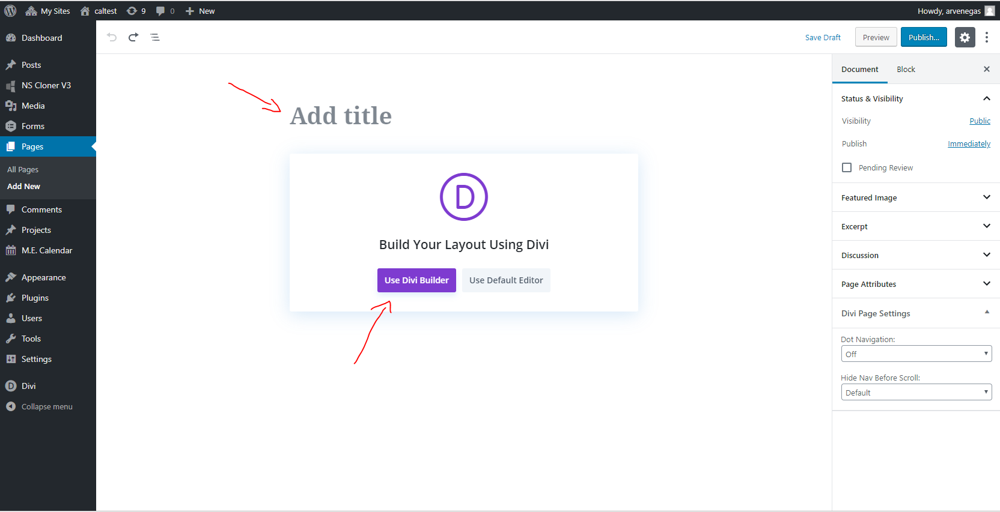 My Sites caltest 9 0 New Howdy, arvenegas
Dashboard
Posts
NS Cloner V3
Media
Forms
Pages
All Pages
Add New
Comments
Projects
M.E. Calendar
Appearance
Plugins
Users
Tools
Settings
D Divi
Collapse menu
Save Draft Preview Publish...
Add title
D
Build Your Layout Using Divi
Use Divi Builder Use Default Editor
Document Block
Status & Visibility
Visibility Public
Publish Immediately
Pending Review
Featured Image
Excerpt
Discussion
Page Attributes
Divi Page Settings
Dot Navigation:
Off
Hide Nav Before Scroll:
Default